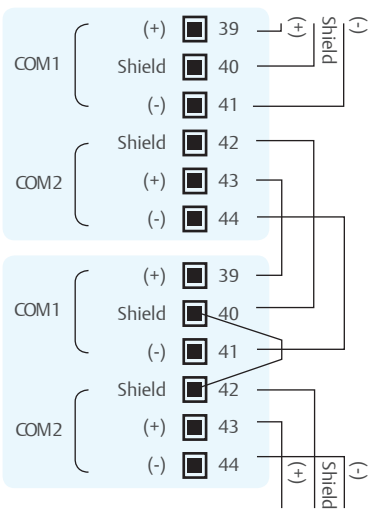 (+) 39 (+) Shield (-)
COM1 Shield 40
(-) 41
Shield 42
COM2 (+) 43
(-) 44
(+) 39
COM1 Shield 40
(-) 41
Shield 42
COM2 (+) 43
(-) 44 (+) Shield (-)